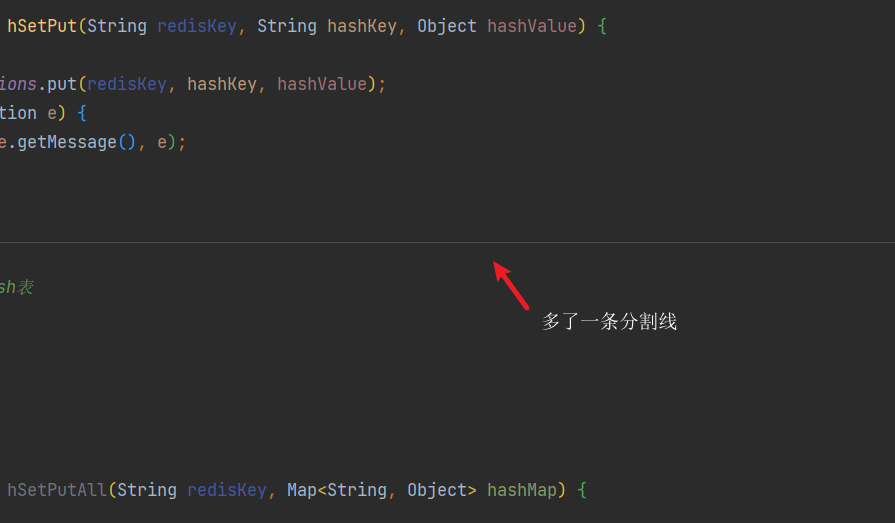 hSetPut(String redisKey, String hashKey, Object hashValue) {
ions.put(redisKey, hashKey, hashValue);
tion e) {
e.getMessage(), e);
sh表
多了一条分割线
hSetPutAll(String redisKey, Map<String, Object> hashMap) {